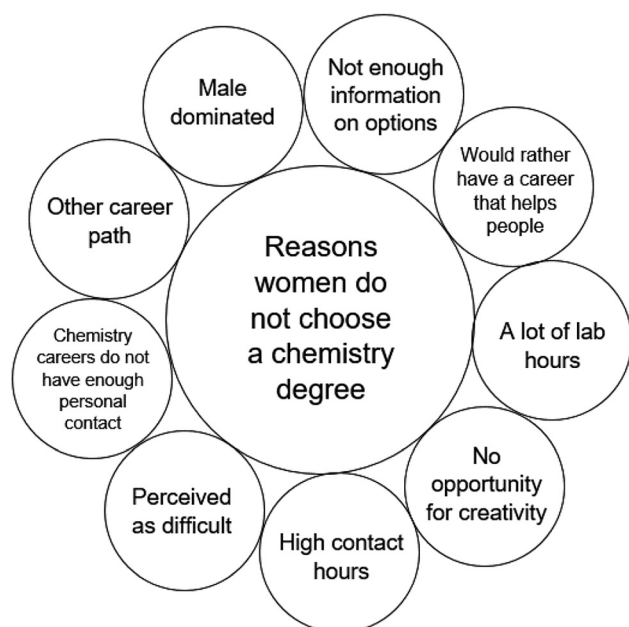 Reasons
women do
not choose
a chemistry
degree
Not enough
information
on options
Would rather
have a career
that helps
people
A lot of lab
hours
No
opportunity
for creativity
High contact
hours
Perceived
as difficult
Chemistry
careers do not
have enough
personal
contact
Other career
path
Male
dominated